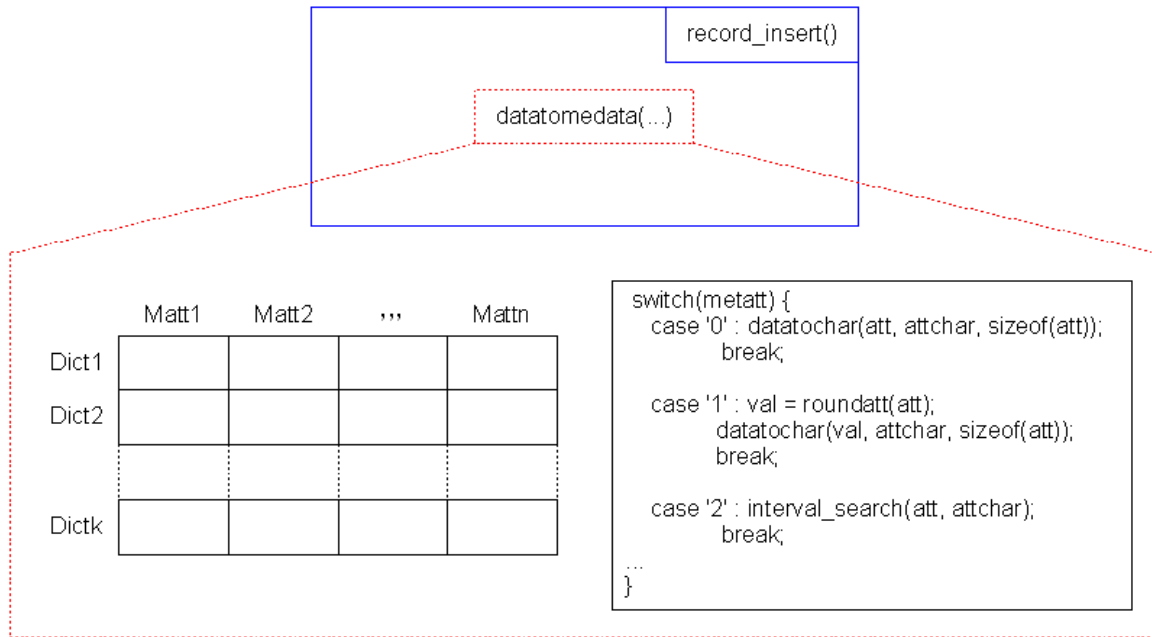 record_insert()
datatomedata(...)
Matt1 Matt2 ,,, Mattn
Dict1
Dict2
Dictk
switch(metatt) {
case '0' : datatochar(att, attchar, sizeof(att));
break;
case '1' : val = roundatt(att);
datatochar(val, attchar, sizeof(att));
break;
case '2' : interval_search(att, attchar);
break;
...
}